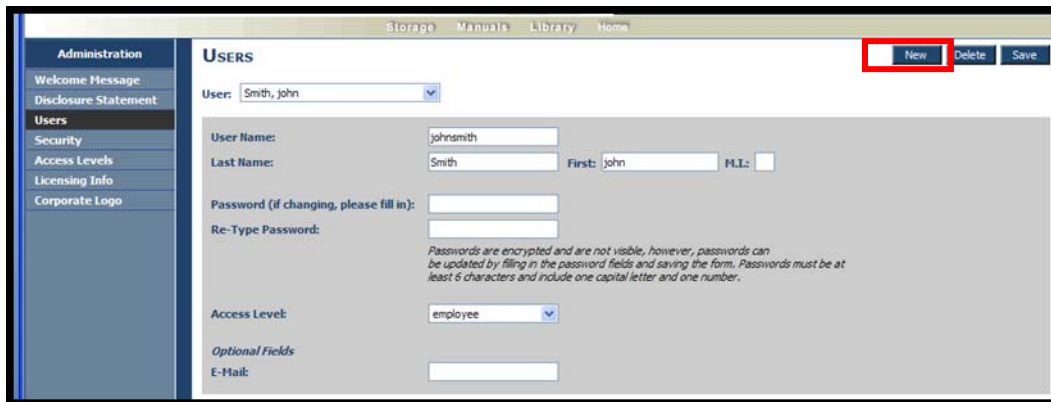 Storage Manuals Library Home
Administration
Welcome Message
Disclosure Statement
Users
Security
Access Levels
Licensing Info
Corporate Logo
USERS
New Delete Save
User: Smith, john
User Name: johnsmith
Last Name: Smith First: john M.I.:
Password (if changing, please fill in):
Re-Type Password:
Passwords are encrypted and are not visible, however, passwords can
be updated by filling in the password fields and saving the form. Passwords must be at
least 6 characters and include one capital letter and one number.
Access Level: employee
Optional Fields
E-Mail: